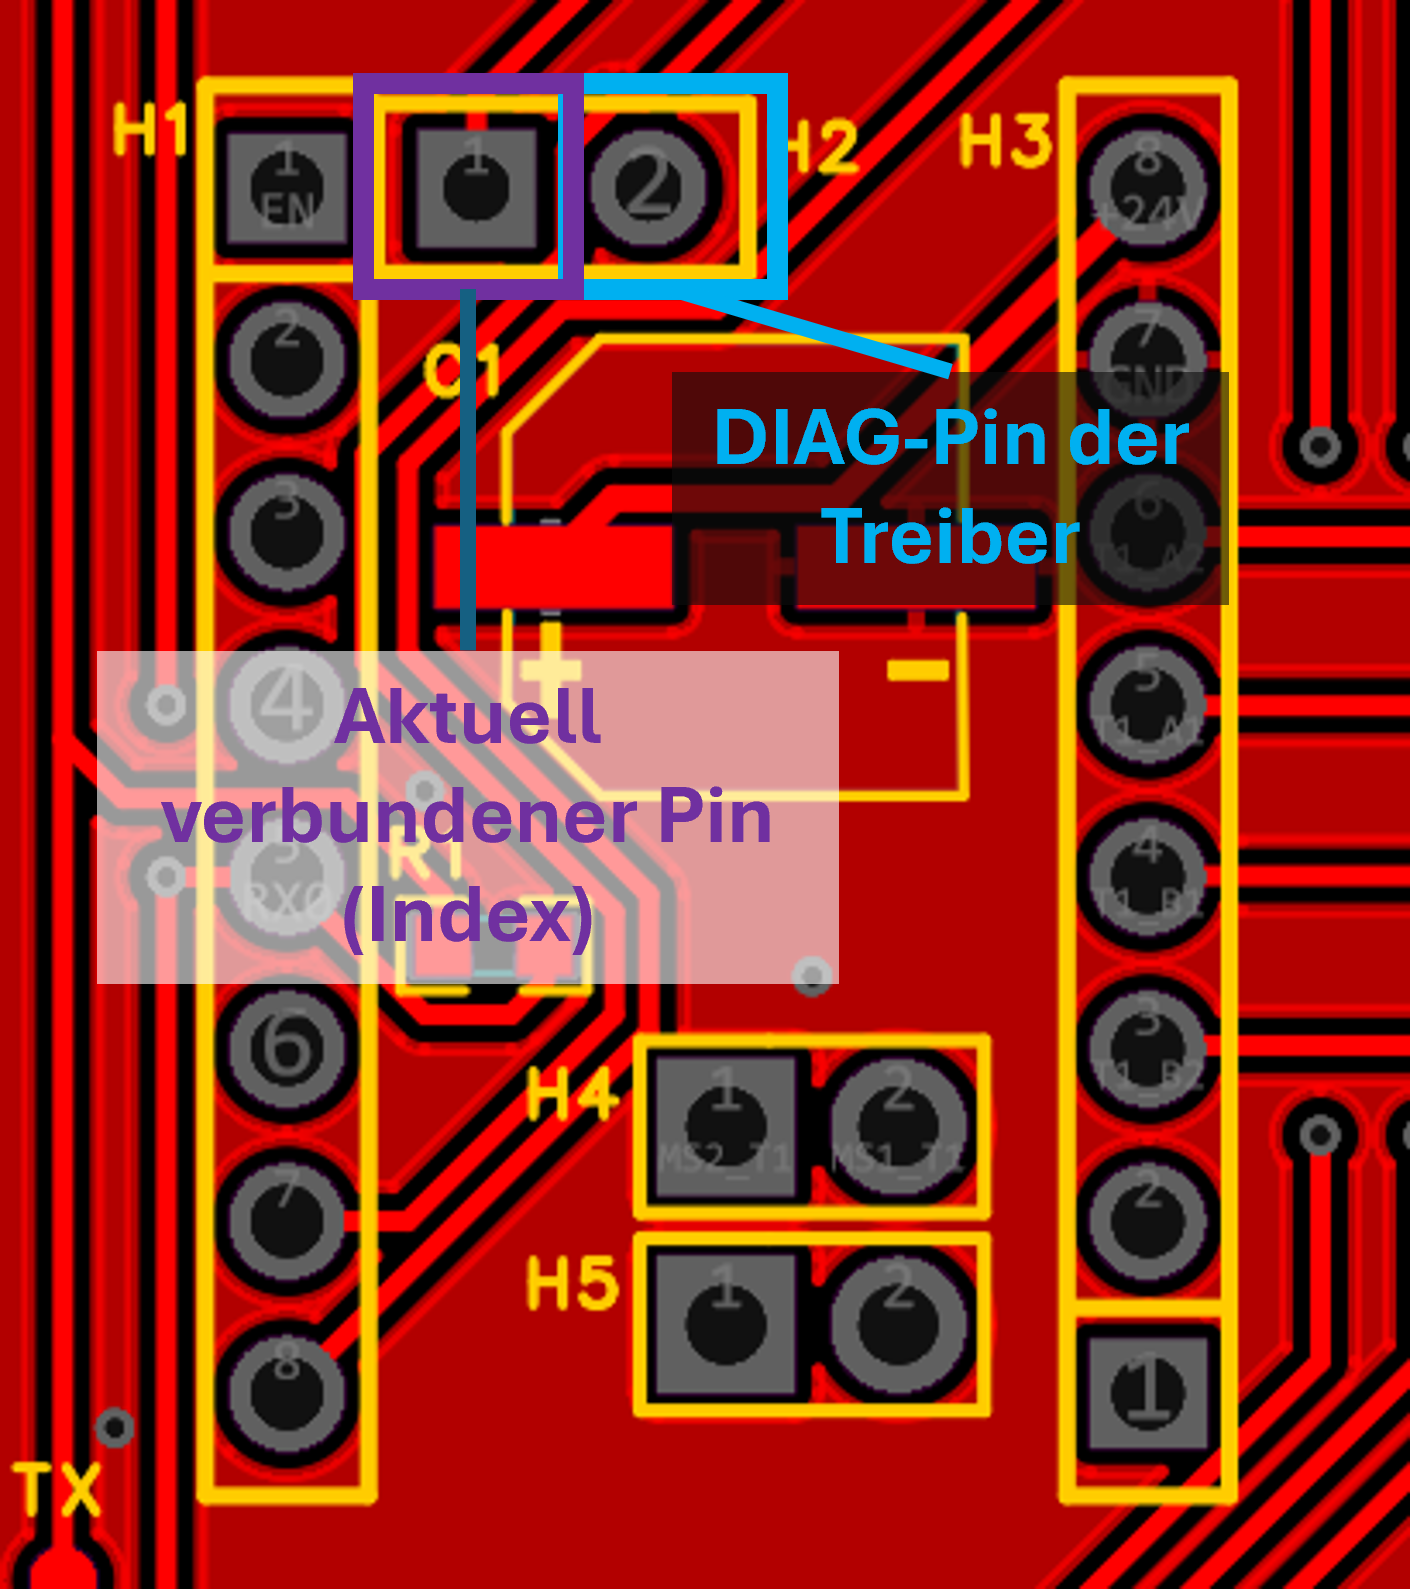 H1
H2
H3
1
EN
1
2
8
+24V
2
7
GND
C1
DIAG-Pin der
Treiber
3
6
T1_A2
4
5
T1_A1
+
-
Aktuell
verbundener Pin
(Index)
5
RX0
R1
4
T1_B1
6
3
T1_B2
H4
1
MS2_T1
2
MS1_T1
7
2
H5
1
2
8
1
TX